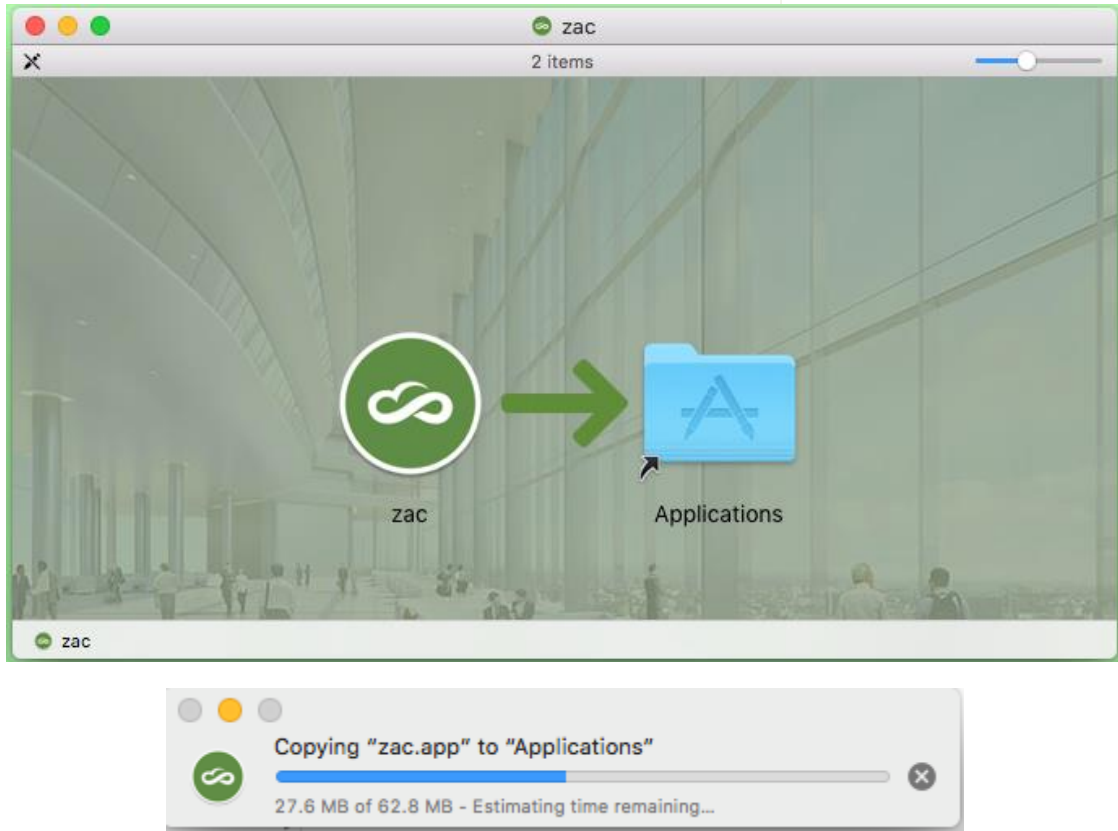 zac
2 items
zac
Applications
zac
Copying “zac.app” to “Applications”
27.6 MB of 62.8 MB - Estimating time remaining...